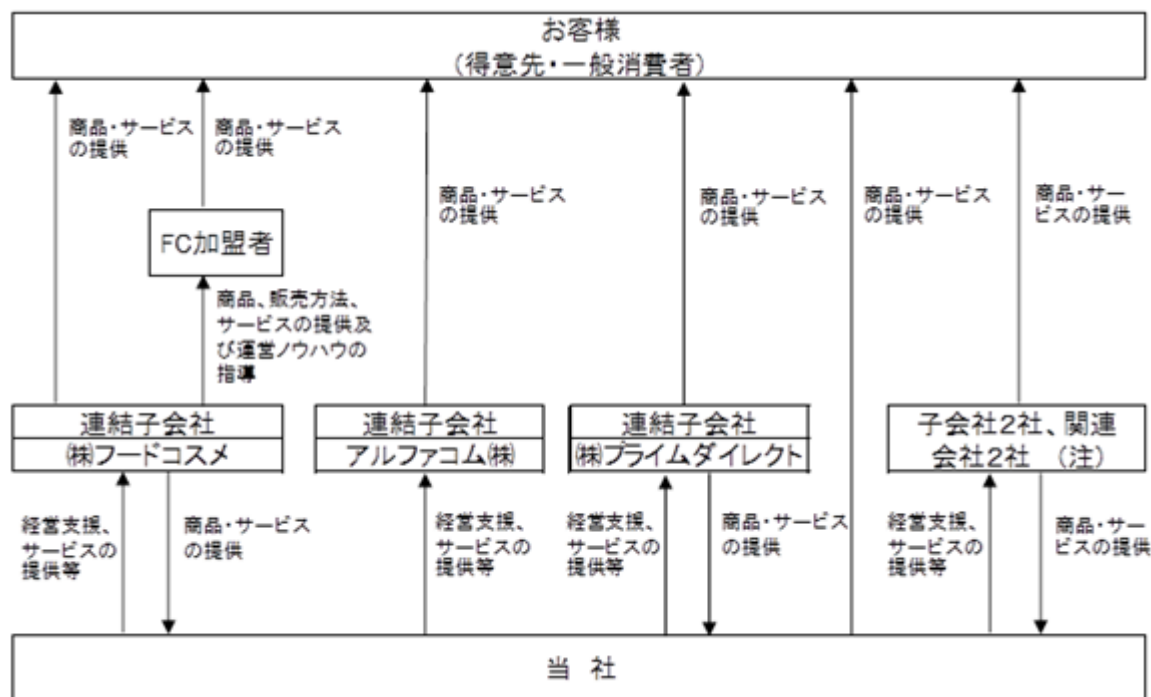 お客様
(得意先・一般消費者)
商品・サービス
の提供
商品・サービス
の提供
商品・サービス
の提供
商品・サービス
の提供
商品・サービス
の提供
商品・サー
ビスの提供
FC加盟者
商品、販売方法、
サービスの提供及
び運営ノウハウの
指導
連結子会社
㈱フードコスメ
連結子会社
アルファコム㈱
連結子会社
㈱プライムダイレクト
子会社2社、関連
会社2社 (注)
経営支援、
サービスの
提供等
商品・サービス
の提供
経営支援、
サービスの
提供等
経営支援、
サービスの
提供等
商品・サービス
の提供
経営支援、
サービスの
提供等
商品・サー
ビスの提供
当 社